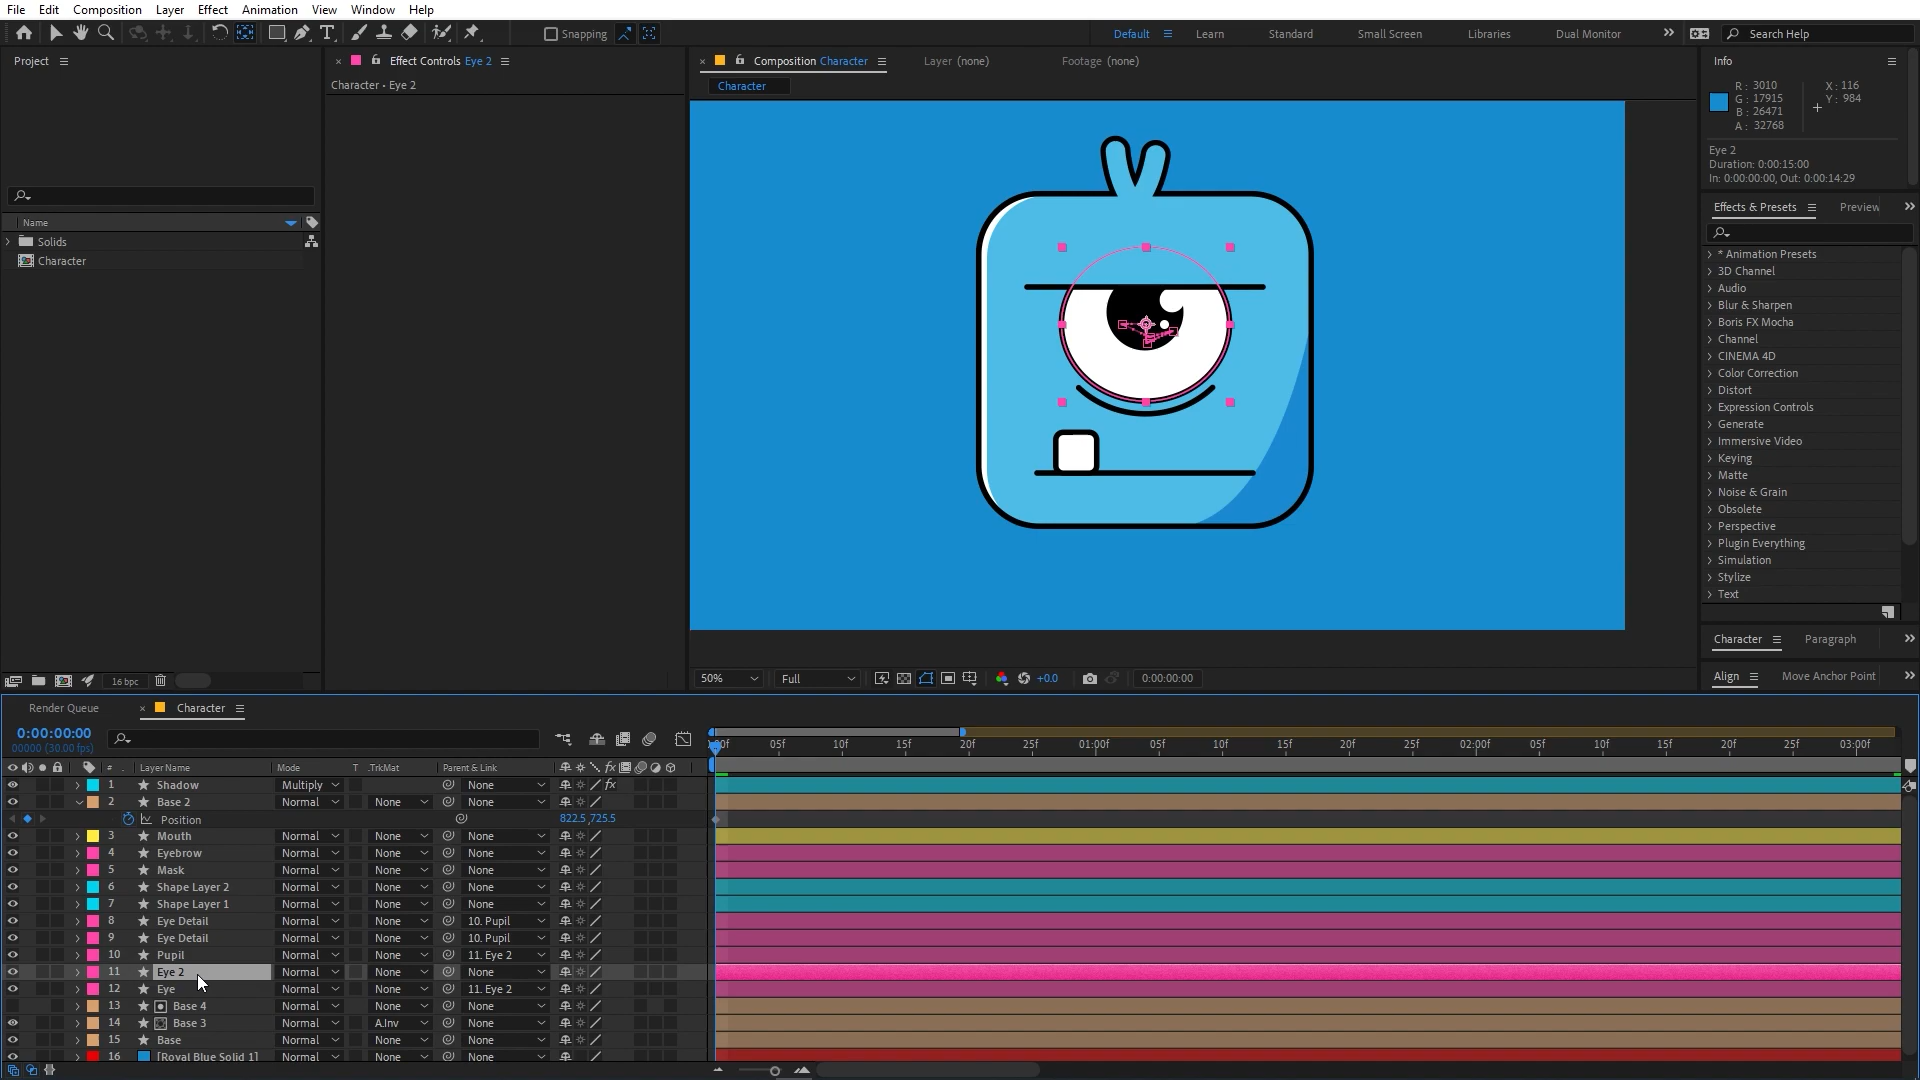 File Edit Composition Layer Effect Animation View Window Help
Snapping
Default Learn Standard Small Screen Libraries Dual Monitor Search Help
Project
Effect Controls Eye 2
Character • Eye 2
Composition Character
Layer (none)
Footage (none)
Character
Info
R: 3010
G: 17915
B: 26471
A: 32768
X: 116
Y: 984
Eye 2
Duration: 0:00:15:00
In: 0:00:00:00, Out: 0:00:14:29
Effects & Presets Preview
* Animation Presets
3D Channel
Audio
Blur & Sharpen
Boris FX Mocha
Channel
CINEMA 4D
Color Correction
Distort
Expression Controls
Generate
Immersive Video
Keying
Matte
Noise & Grain
Obsolete
Perspective
Plugin Everything
Simulation
Stylize
Text
Character Paragraph
Align Move Anchor Point
Name
Solids
Character
16 bpc
50% Full +0.0 0:00:00:00
Render Queue Character
0:00:00:00
00000 (30.00 fps)
05f 10f 15f 20f 25f 01:00f 05f 10f 15f 20f 25f 02:00f 05f 10f 15f 20f 25f 03:00f
# Layer Name Mode T .TrkMat Parent & Link fx
1 Shadow Multiply None fx
2 Base 2 Normal None None
Position 822.5,725.5
3 Mouth Normal None None
4 Eyebrow Normal None None
5 Mask Normal None None
6 Shape Layer 2 Normal None None
7 Shape Layer 1 Normal None None
8 Eye Detail Normal None 10. Pupil
9 Eye Detail Normal None 10. Pupil
10 Pupil Normal None 11. Eye 2
11 Eye 2 Normal None None
12 Eye Normal None 11. Eye 2
13 Base 4 Normal None None
14 Base 3 Normal A.Inv None
15 Base Normal None None
16 [Royal Blue Solid 1] Normal None None